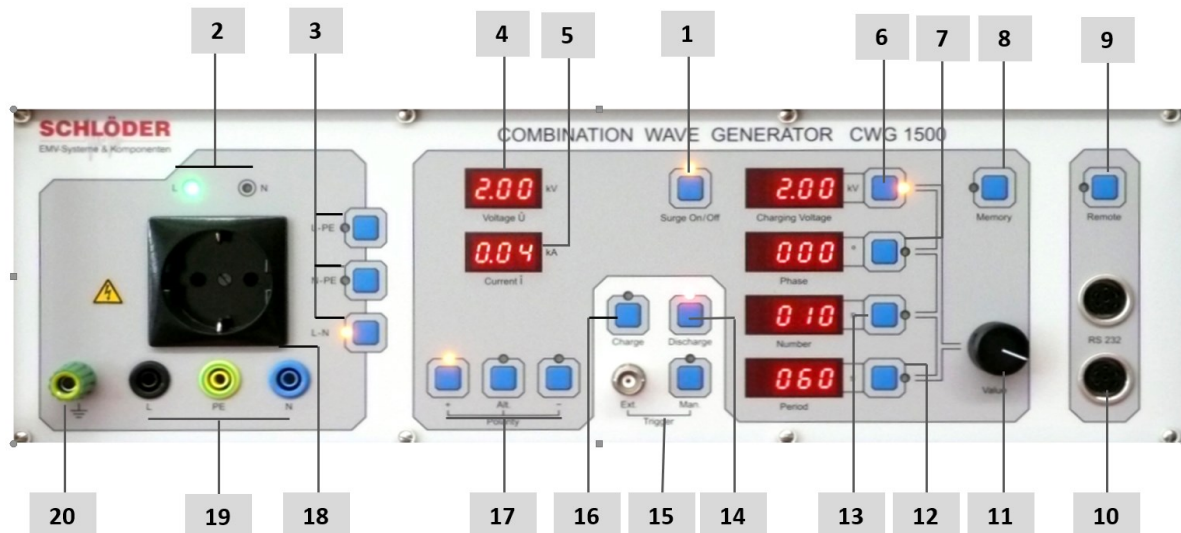 2 3 4 5 1 6 7 8 9
SCHLÖDER
EMV-Systeme & Komponenten
COMBINATION WAVE GENERATOR CWG 1500
L N
L-PE
N-PE
L-N
L PE N
2.00 kV
Voltage Û
0.04 kA
Current Î
Surge On/Off
Charge Discharge
+ Alt. −
Polarity
Ext. Man.
Trigger
2.00 kV
Charging Voltage
000 °
Phase
010
Number
060
Period
Memory
Value
Remote
RS 232
20 19 18 17 16 15 14 13 12 11 10